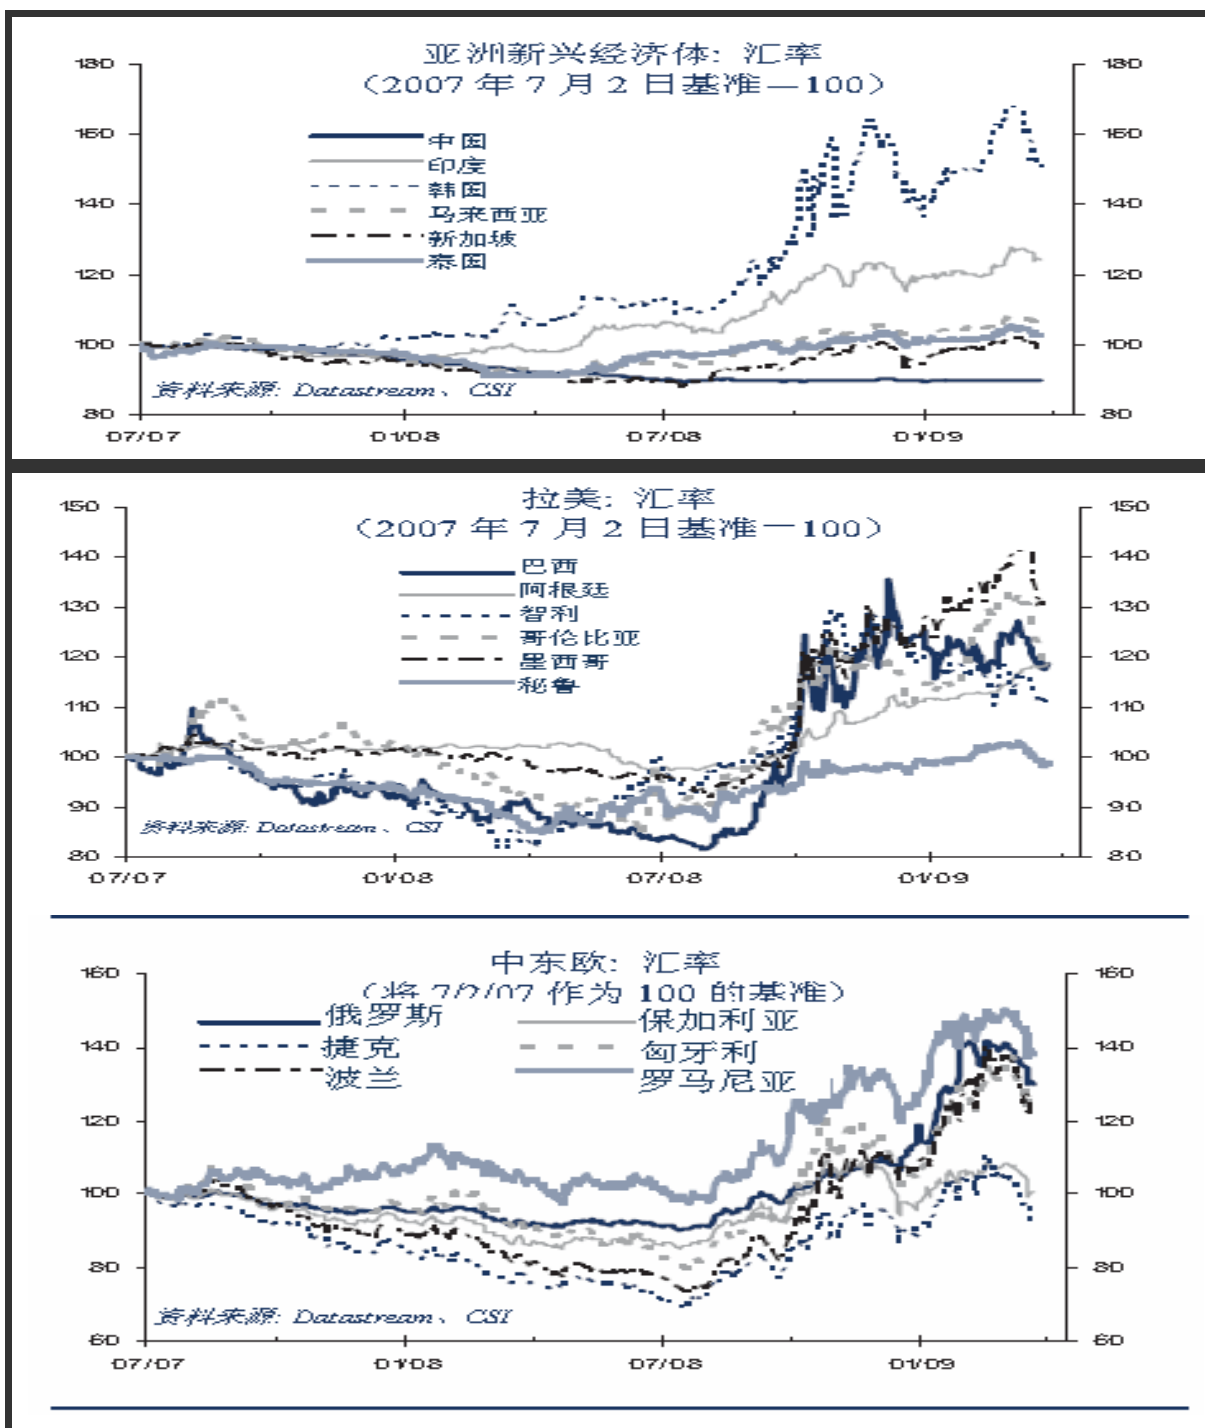 亚洲新兴经济体: 汇率
（2007 年 7 月 2 日基准—100）
180 180
160 160
140 140
120 120
100 100
80 80
中国
印度
韩国
马来西亚
新加坡
泰国
资料来源: Datastream、CSI
07/07 01/08 07/08 01/09
拉美: 汇率
（2007 年 7 月 2 日基准一100）
150 150
140 140
130 130
120 120
110 110
100 100
90 90
80 80
巴西
阿根廷
智利
哥伦比亚
墨西哥
秘鲁
资料来源: Datastream、CSI
07/07 01/08 07/08 01/09
中东欧: 汇率
（将 7/2/07 作为 100 的基准）
160 160
140 140
120 120
100 100
80 80
60 60
俄罗斯 保加利亚
捷克 匈牙利
波兰 罗马尼亚
资料来源: Datastream、CSI
07/07 01/08 07/08 01/09